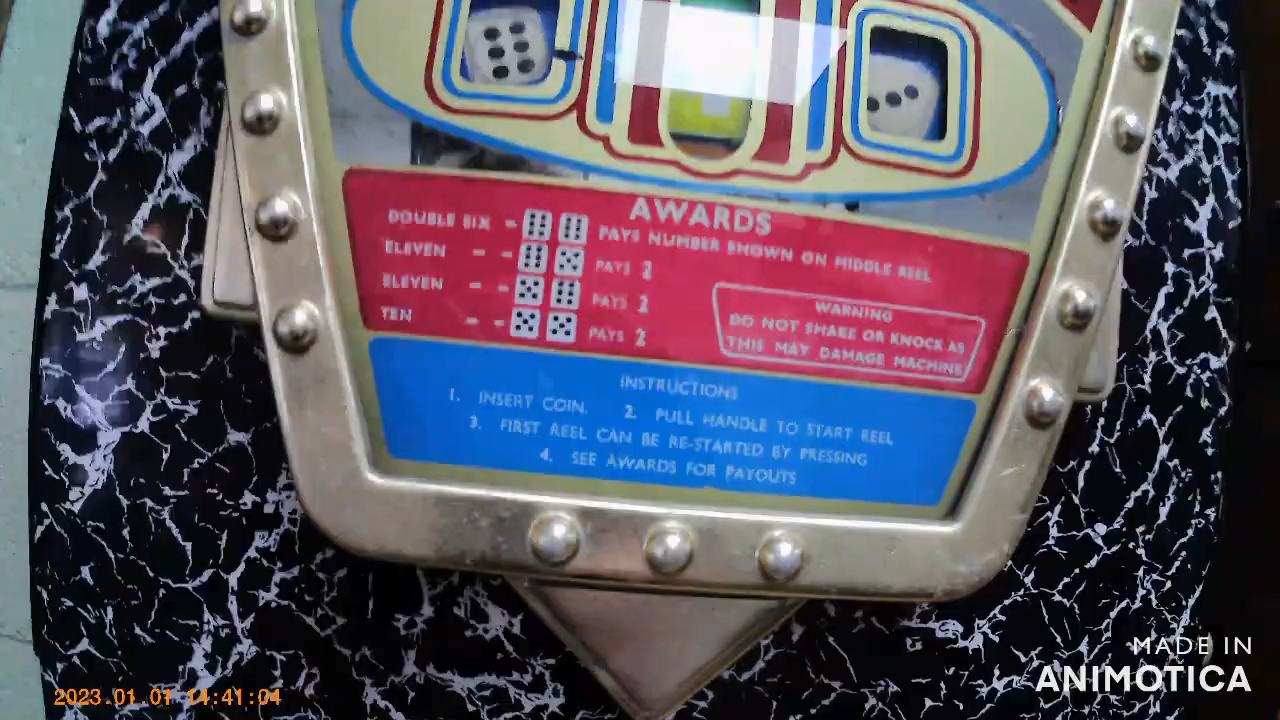 AWARDS
DOUBLE SIX - PAYS NUMBER SHOWN ON MIDDLE REEL
ELEVEN - - PAYS 2
ELEVEN - - PAYS 2
TEN - - PAYS 2
WARNING
DO NOT SHAKE OR KNOCK AS
THIS MAY DAMAGE MACHINE
INSTRUCTIONS
1. INSERT COIN. 2. PULL HANDLE TO START REEL
3. FIRST REEL CAN BE RE-STARTED BY PRESSING
4. SEE AWARDS FOR PAYOUTS
MADE IN
ANIMOTICA
2023.01.01 14:41:04